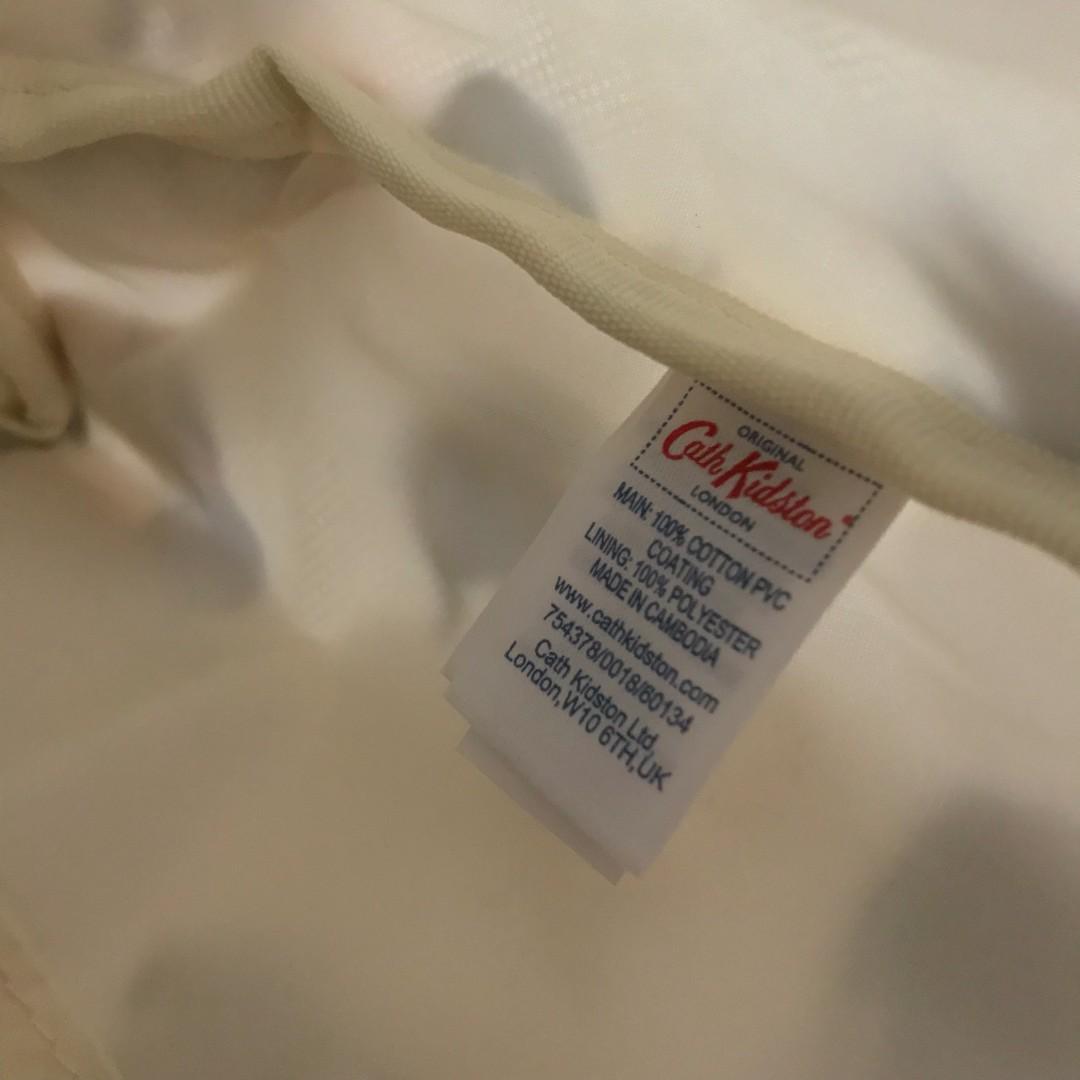 ORIGINAL
Cath Kidston
LONDON
MAIN: 100% COTTON PVC
COATING
LINING: 100% POLYESTER
MADE IN CAMBODIA
www.cathkidston.com
754378/0018/60134
Cath Kidston Ltd,
London,W10 6TH,UK